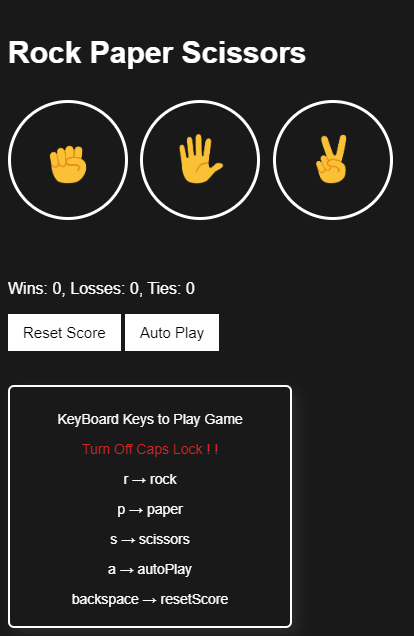 Rock Paper Scissors
Wins: 0, Losses: 0, Ties: 0
Reset Score Auto Play
KeyBoard Keys to Play Game
Turn Off Caps Lock ! !
r → rock
p → paper
s → scissors
a → autoPlay
backspace → resetScore